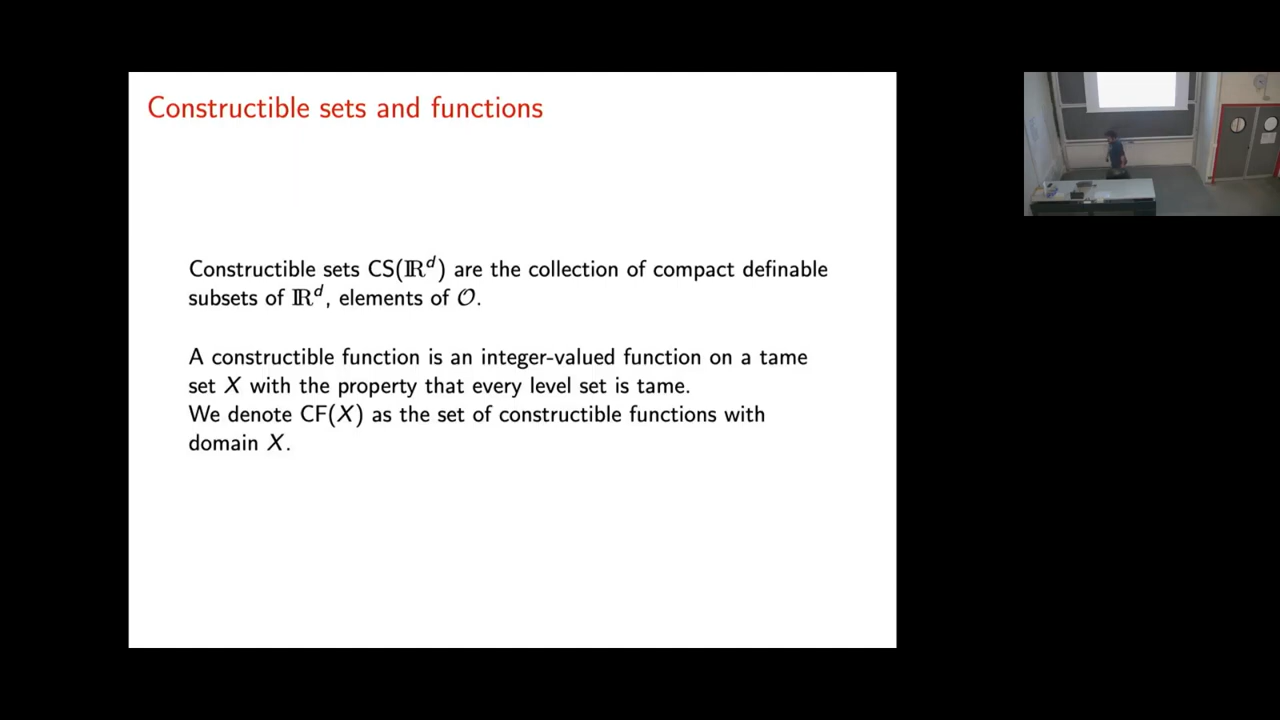 Constructible sets and functions
Constructible sets CS(ℝᵈ) are the collection of compact definable
subsets of ℝᵈ, elements of 𝒪.
A constructible function is an integer-valued function on a tame
set X with the property that every level set is tame.
We denote CF(X) as the set of constructible functions with
domain X.